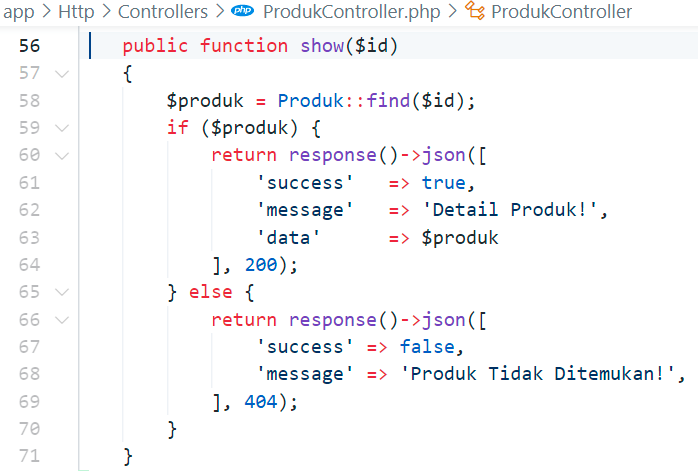 app > Http > Controllers > php ProdukController.php > ProdukController
56 public function show($id)
57 {
58 $produk = Produk::find($id);
59 if ($produk) {
60 return response()->json([
61 'success' => true,
62 'message' => 'Detail Produk!',
63 'data' => $produk
64 ], 200);
65 } else {
66 return response()->json([
67 'success' => false,
68 'message' => 'Produk Tidak Ditemukan!',
69 ], 404);
70 }
71 }